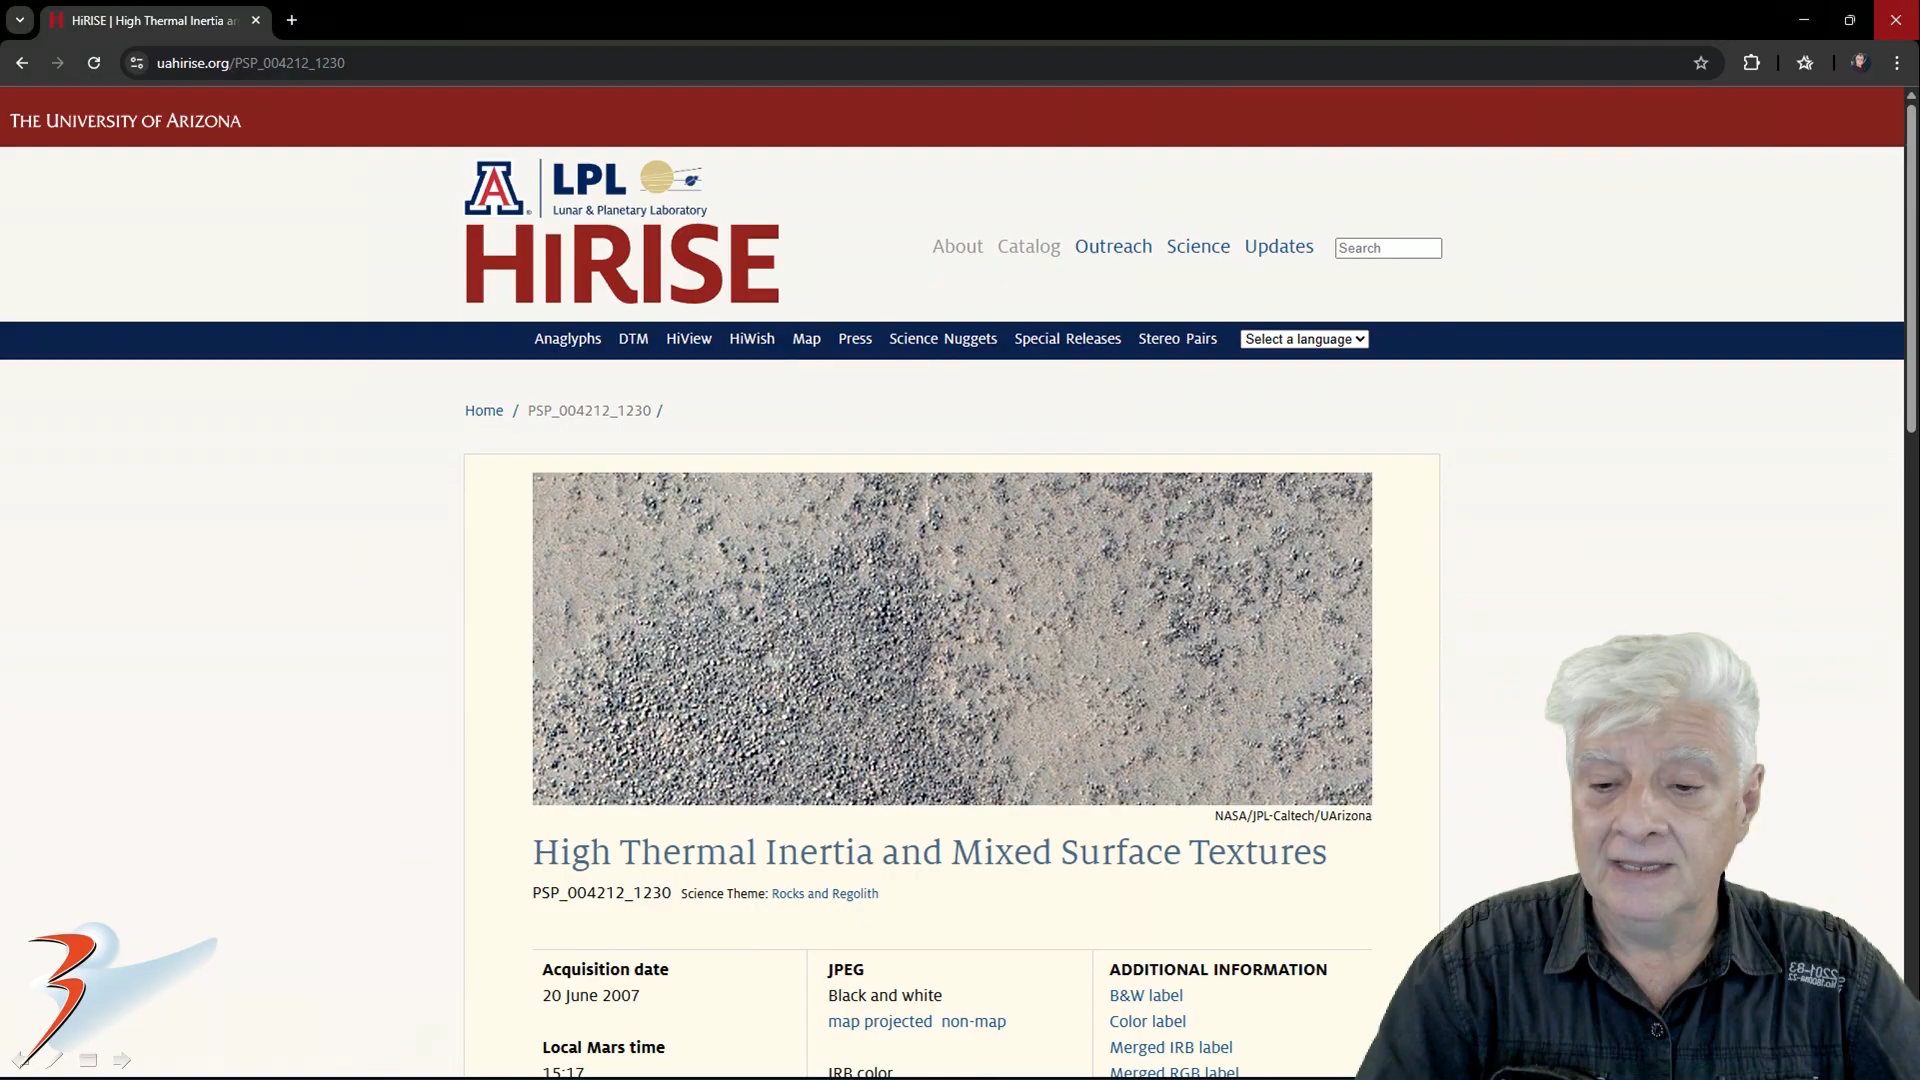 HiRISE | High Thermal Inertia an
uahirise.org/PSP_004212_1230
THE UNIVERSITY OF ARIZONA
A LPL
Lunar & Planetary Laboratory
HiRISE
About Catalog Outreach Science Updates Search
Anaglyphs DTM HiView HiWish Map Press Science Nuggets Special Releases Stereo Pairs Select a language
Home / PSP_004212_1230 /
NASA/JPL-Caltech/UArizona
High Thermal Inertia and Mixed Surface Textures
PSP_004212_1230 Science Theme: Rocks and Regolith
Acquisition date
20 June 2007
Local Mars time
15:17
JPEG
Black and white
map projected non-map
IRB color
ADDITIONAL INFORMATION
B&W label
Color label
Merged IRB label
Merged RGB label